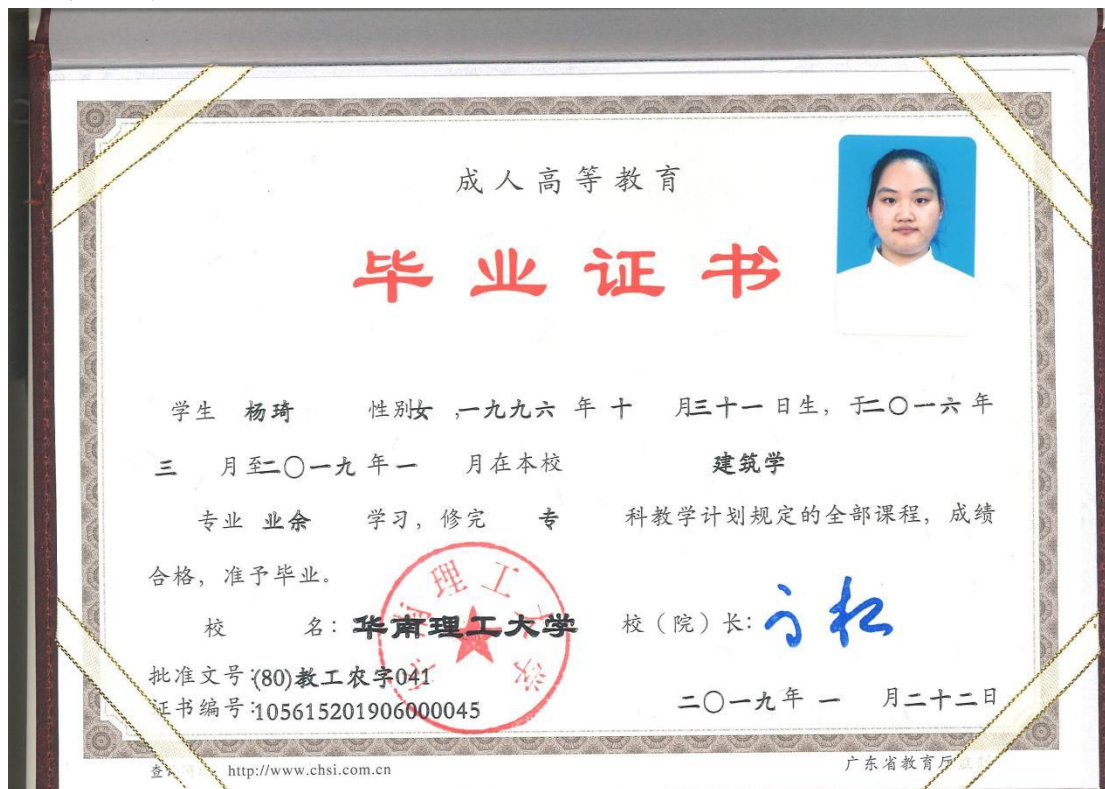 成人高等教育
毕业证书
学生 杨琦 性别女,一九九六年十月三十一日生,于二〇一六年
三月至二〇一九年一月在本校 建筑学
专业 业余 学习,修完 专 科教学计划规定的全部课程,成绩
合格,准予毕业。
校 名:华南理工大学 校(院)长:
华南理工大学
批准文号:(80)教工农字041
证书编号:105615201906000045 二〇一九年一月二十二日
http://www.chsi.com.cn 广东省教育厅